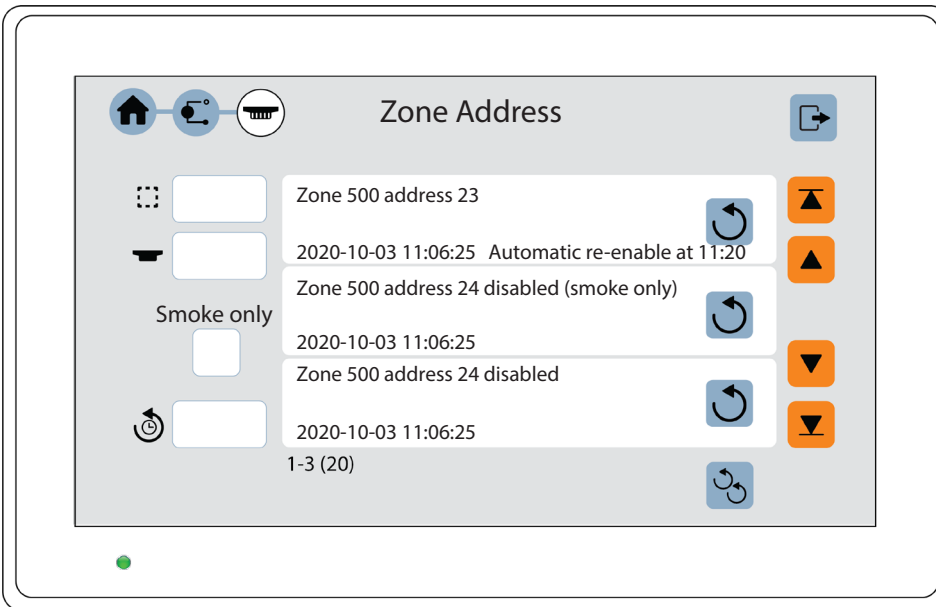 Zone Address
Zone 500 address 23
2020-10-03 11:06:25 Automatic re-enable at 11:20
Zone 500 address 24 disabled (smoke only)
Smoke only
2020-10-03 11:06:25
Zone 500 address 24 disabled
2020-10-03 11:06:25
1-3 (20)